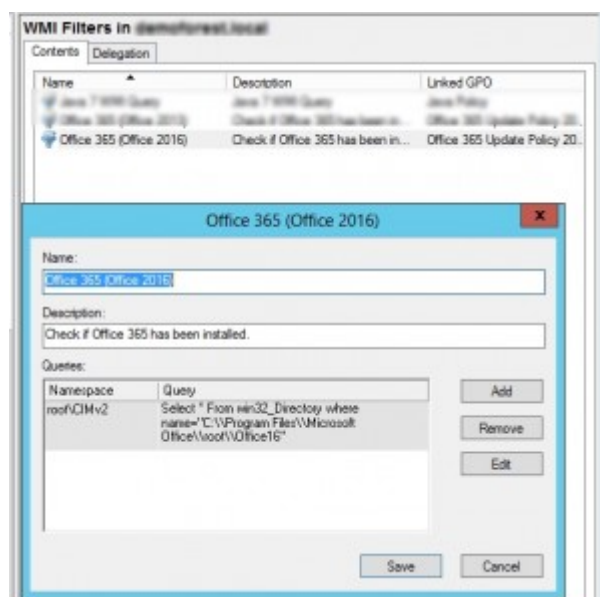 WMI Filters in
Contents Delegation
Name Description Linked GPO
Office 365 (Office 2016) Check if Office 365 has been in... Office 365 Update Policy 20...
Office 365 (Office 2016)
x
Name:
Office 365 (Office 2016)
Description:
Check if Office 365 has been installed.
Queries:
Namespace Query
root\CIMv2 Select * From win32_Directory where
name="C:\\Program Files\\Microsoft
Office\\root\\Office16"
Add
Remove
Edit
Save Cancel